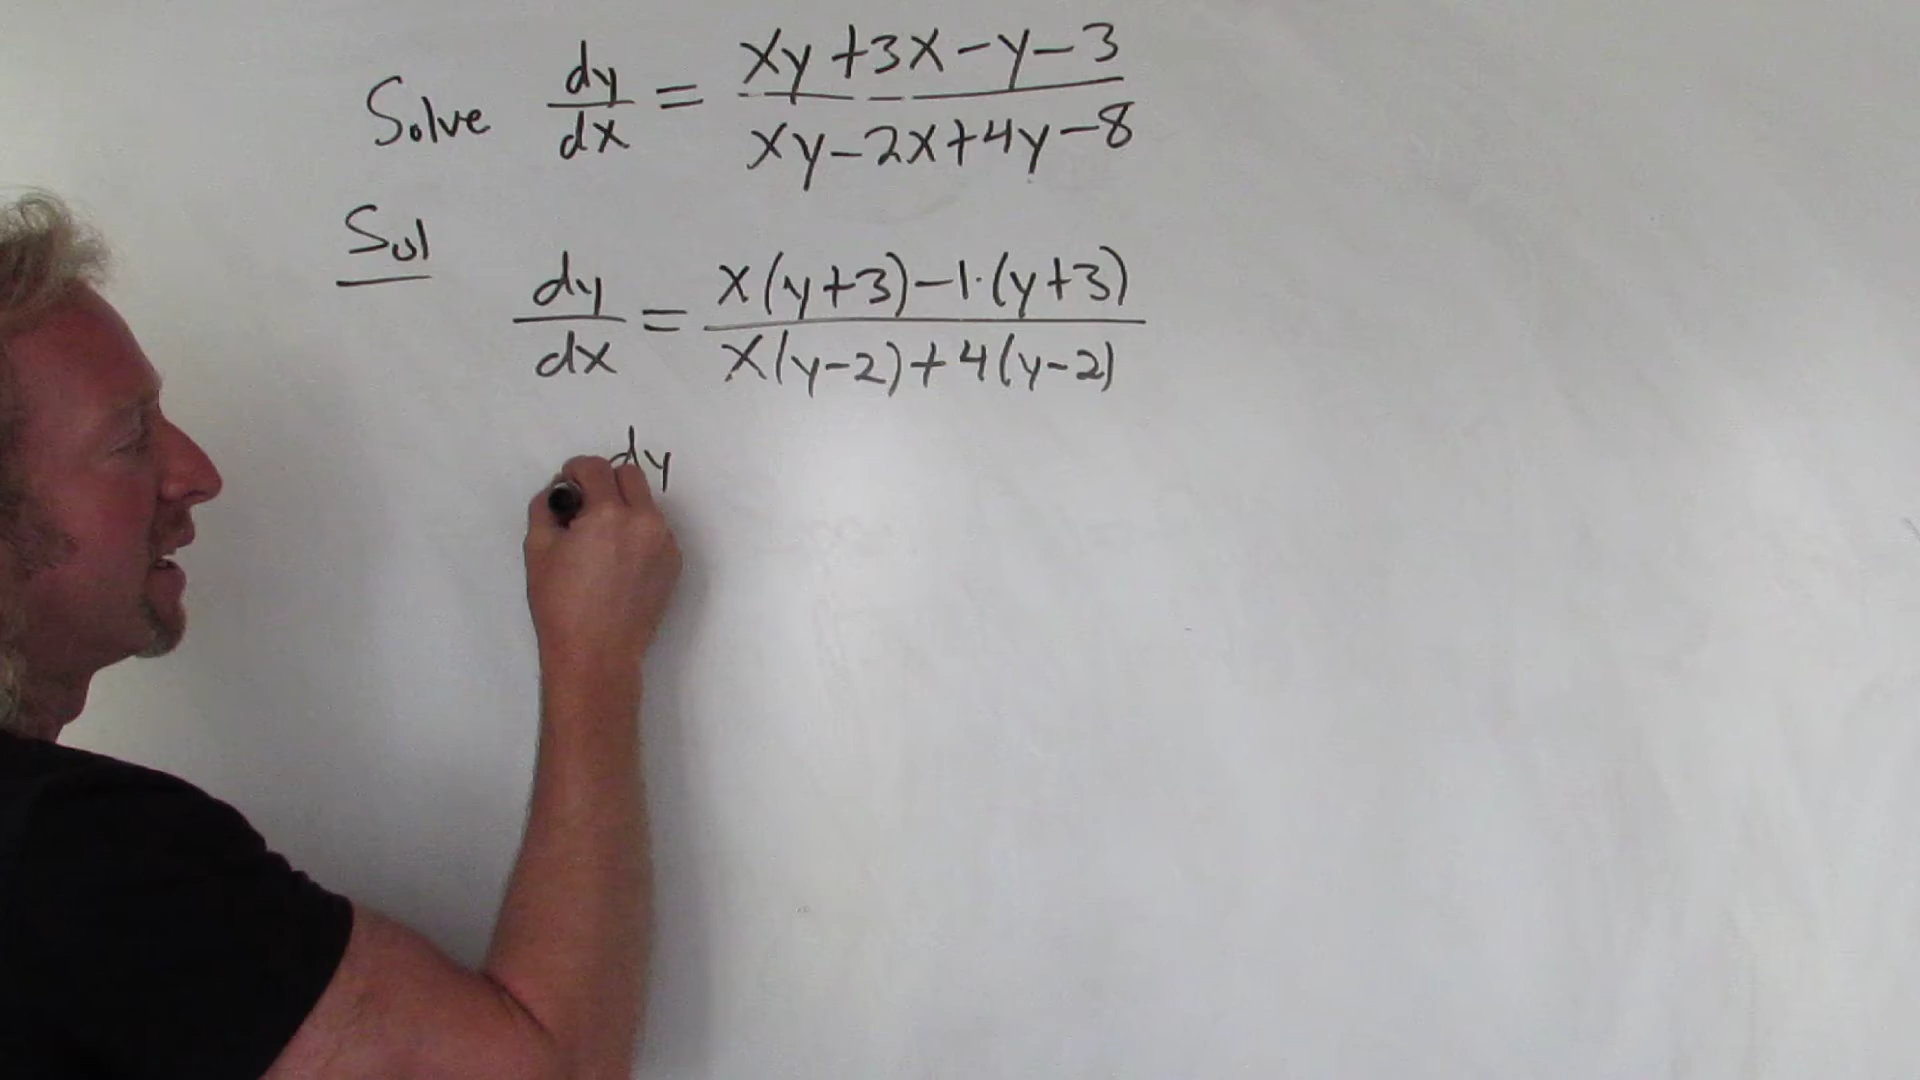 Solve dy/dx = (xy+3x-y-3)/(xy-2x+4y-8)
Sol
dy/dx = (x(y+3)-1·(y+3))/(x(y-2)+4(y-2))
dy